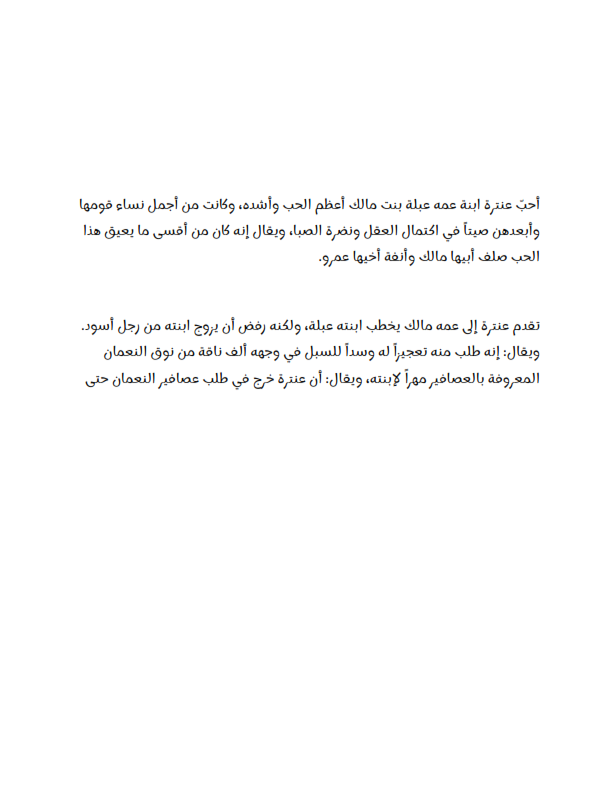 أحبّ عنترة ابنة عمه عبلة بنت مالك أعظم الحب وأشده، وكانت من أجمل نساء قومها
وأبعدهن صيتاً في اكتمال العقل ونضرة الصبا، ويقال إنه كان من أقسى ما يعيق هذا
الحب صلف أبيها مالك وأنفة أخيها عمرو.
تقدم عنترة إلى عمه مالك يخطب ابنته عبلة، ولكنه رفض أن يزوج ابنته من رجل أسود.
ويقال: إنه طلب منه تعجيزاً له وسداً للسبل في وجهه ألف ناقة من نوق النعمان
المعروفة بالعصافير مهراً لإبنته، ويقال: أن عنترة خرج في طلب عصافير النعمان حتى